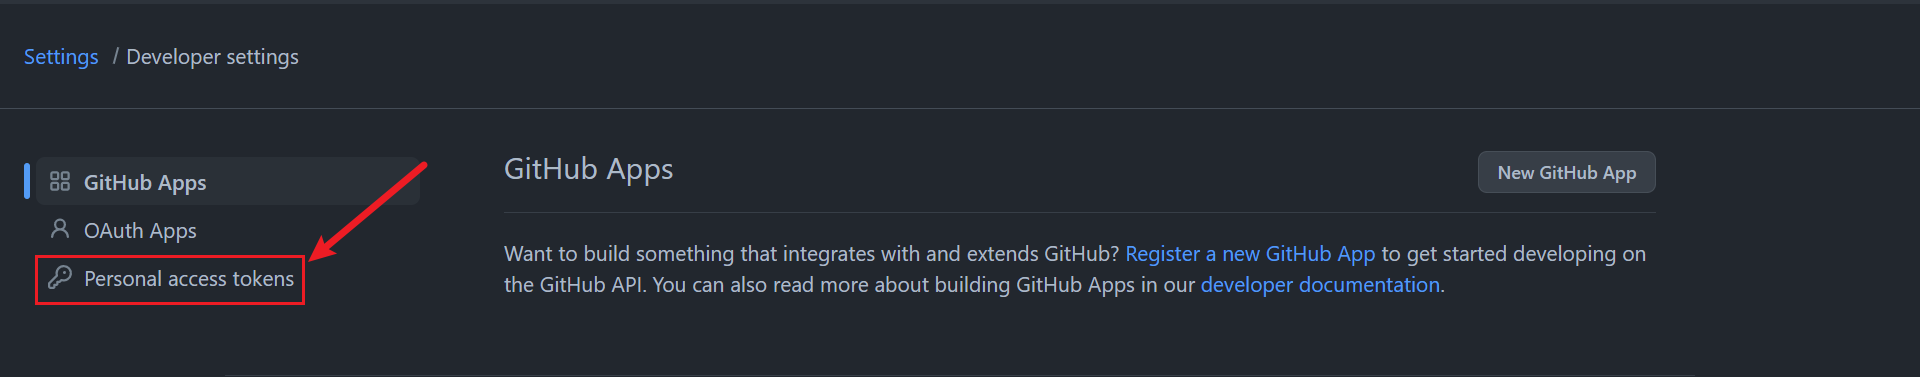 Settings / Developer settings
GitHub Apps
OAuth Apps
Personal access tokens
GitHub Apps
New GitHub App
Want to build something that integrates with and extends GitHub? Register a new GitHub App to get started developing on
the GitHub API. You can also read more about building GitHub Apps in our developer documentation.